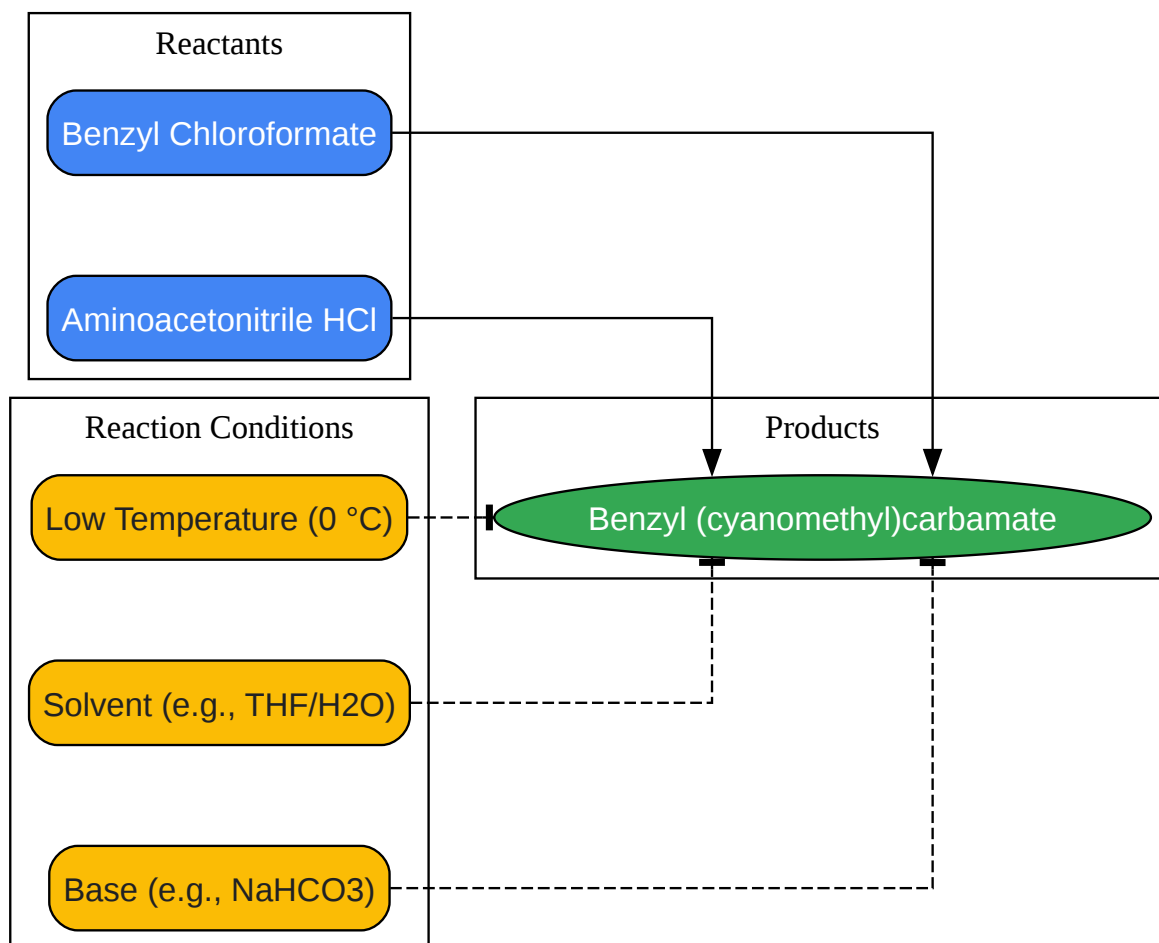 Reactants
Benzyl Chloroformate
Aminoacetonitrile HCl
Reaction Conditions
Low Temperature (0 °C)
Solvent (e.g., THF/H2O)
Base (e.g., NaHCO3)
Products
Benzyl (cyanomethyl)carbamate